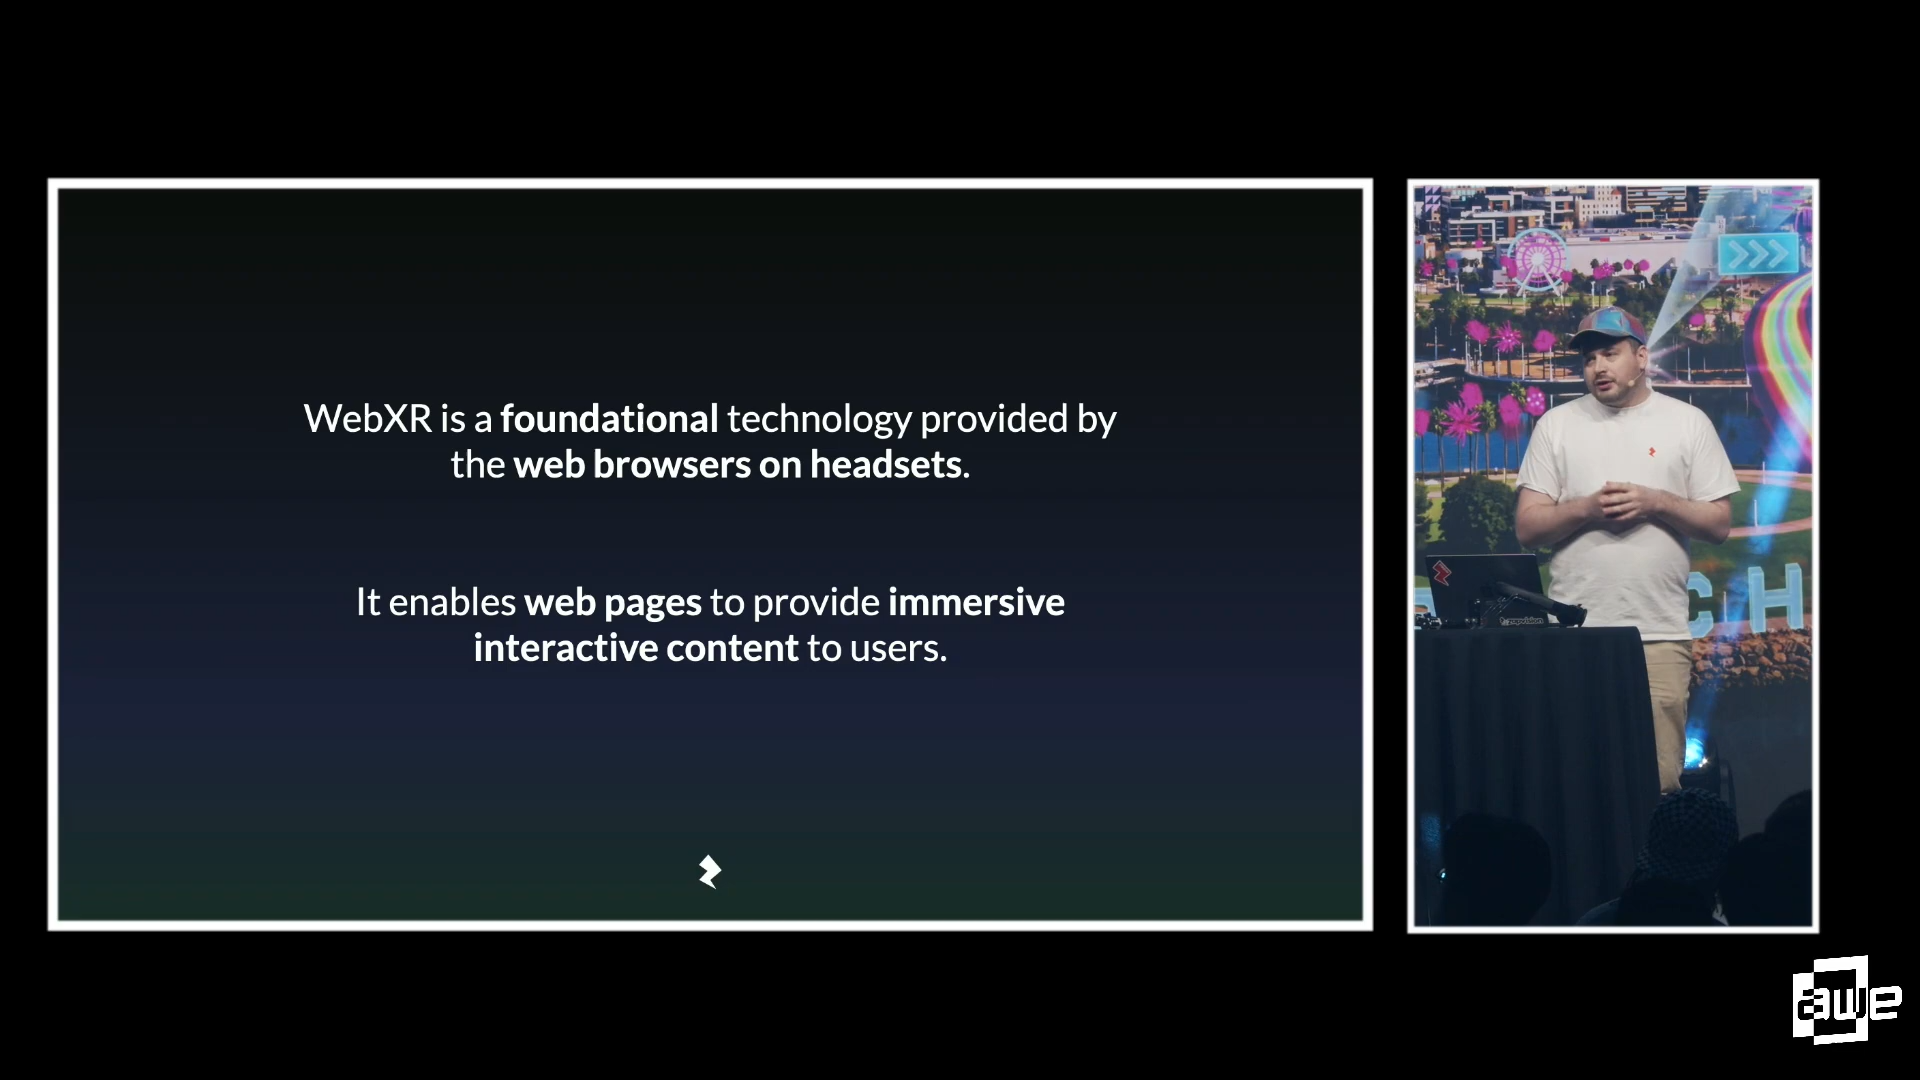 WebXR is a foundational technology provided by
the web browsers on headsets.
It enables web pages to provide immersive
interactive content to users.
C H
awe